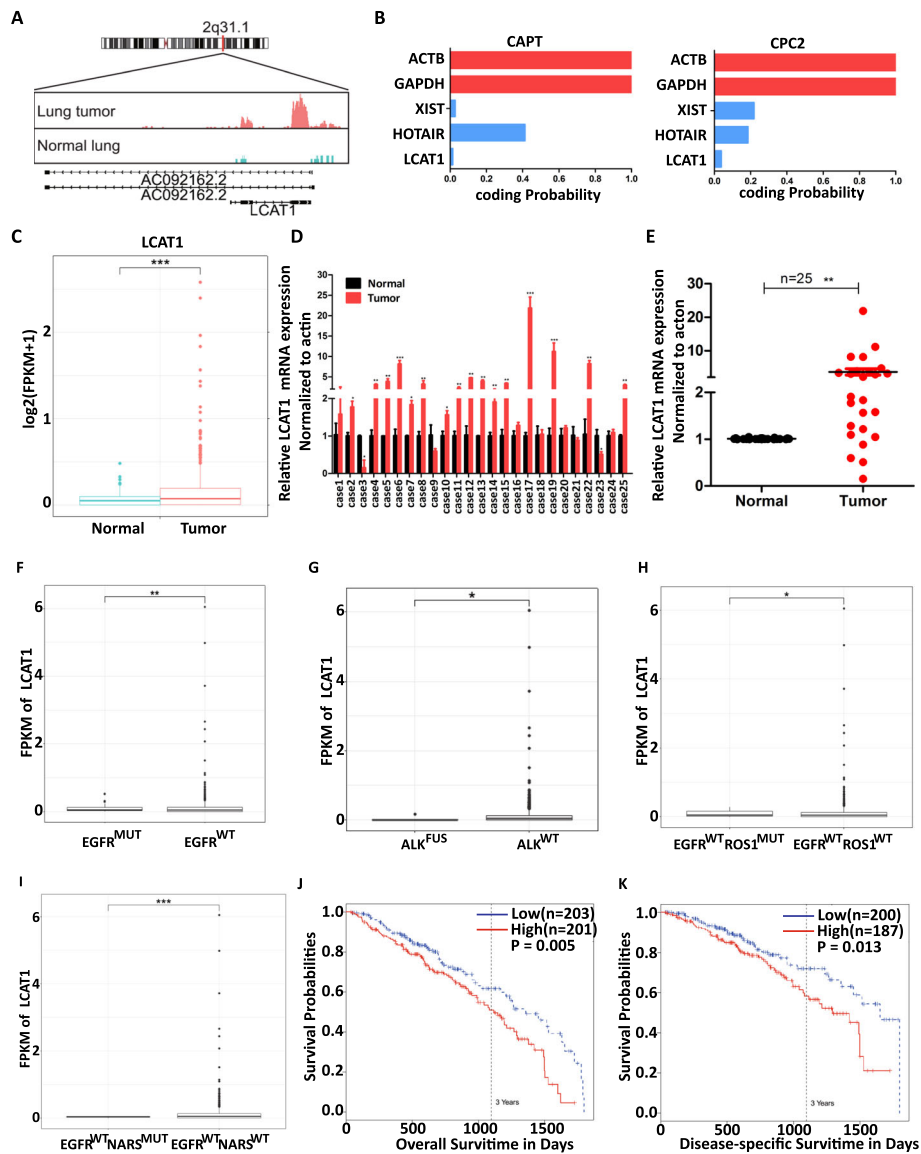 A
2q31.1
Lung tumor
Normal lung
AC092162.2
AC092162.2
LCAT1
B
CAPT
ACTB
GAPDH
XIST
HOTAIR
LCAT1
0.0 0.2 0.4 0.6 0.8 1.0
coding Probability
CPC2
ACTB
GAPDH
XIST
HOTAIR
LCAT1
0.0 0.2 0.4 0.6 0.8 1.0
coding Probability
C
LCAT1
***
log2(FPKM+1)
2
1
0
Normal Tumor
D
Relative LCAT1 mRNA expression
Normalized to actin
Normal
Tumor
30
25
20
15
10
5
2
1
0
case1 case2 case3 case4 case5 case6 case7 case8 case9 case10 case11 case12 case13 case14 case15 case16 case17 case18 case19 case20 case21 case22 case23 case24 case25
E
Relative LCAT1 mRNA expression
Normalized to acton
n=25 **
30
20
10
2
1
0
Normal Tumor
F
**
FPKM of LCAT1
6
4
2
0
EGFRMUT EGFRWT
G
*
FPKM of LCAT1
6
4
2
0
ALKFUS ALKWT
H
*
FPKM of LCAT1
6
4
2
0
EGFRWTROS1MUT EGFRWTROS1WT
I
***
FPKM of LCAT1
6
4
2
0
EGFRWTNARSMUT EGFRWTNARSWT
J
Low(n=203)
High(n=201)
P = 0.005
Survival Probabilities
1.0
0.8
0.6
0.4
0.2
0.0
3 Years
0 500 1000 1500
Overall Survitime in Days
K
Low(n=200)
High(n=187)
P = 0.013
Survival Probabilities
1.0
0.8
0.6
0.4
0.2
0.0
3 Years
0 500 1000 1500
Disease-specific Survitime in Days